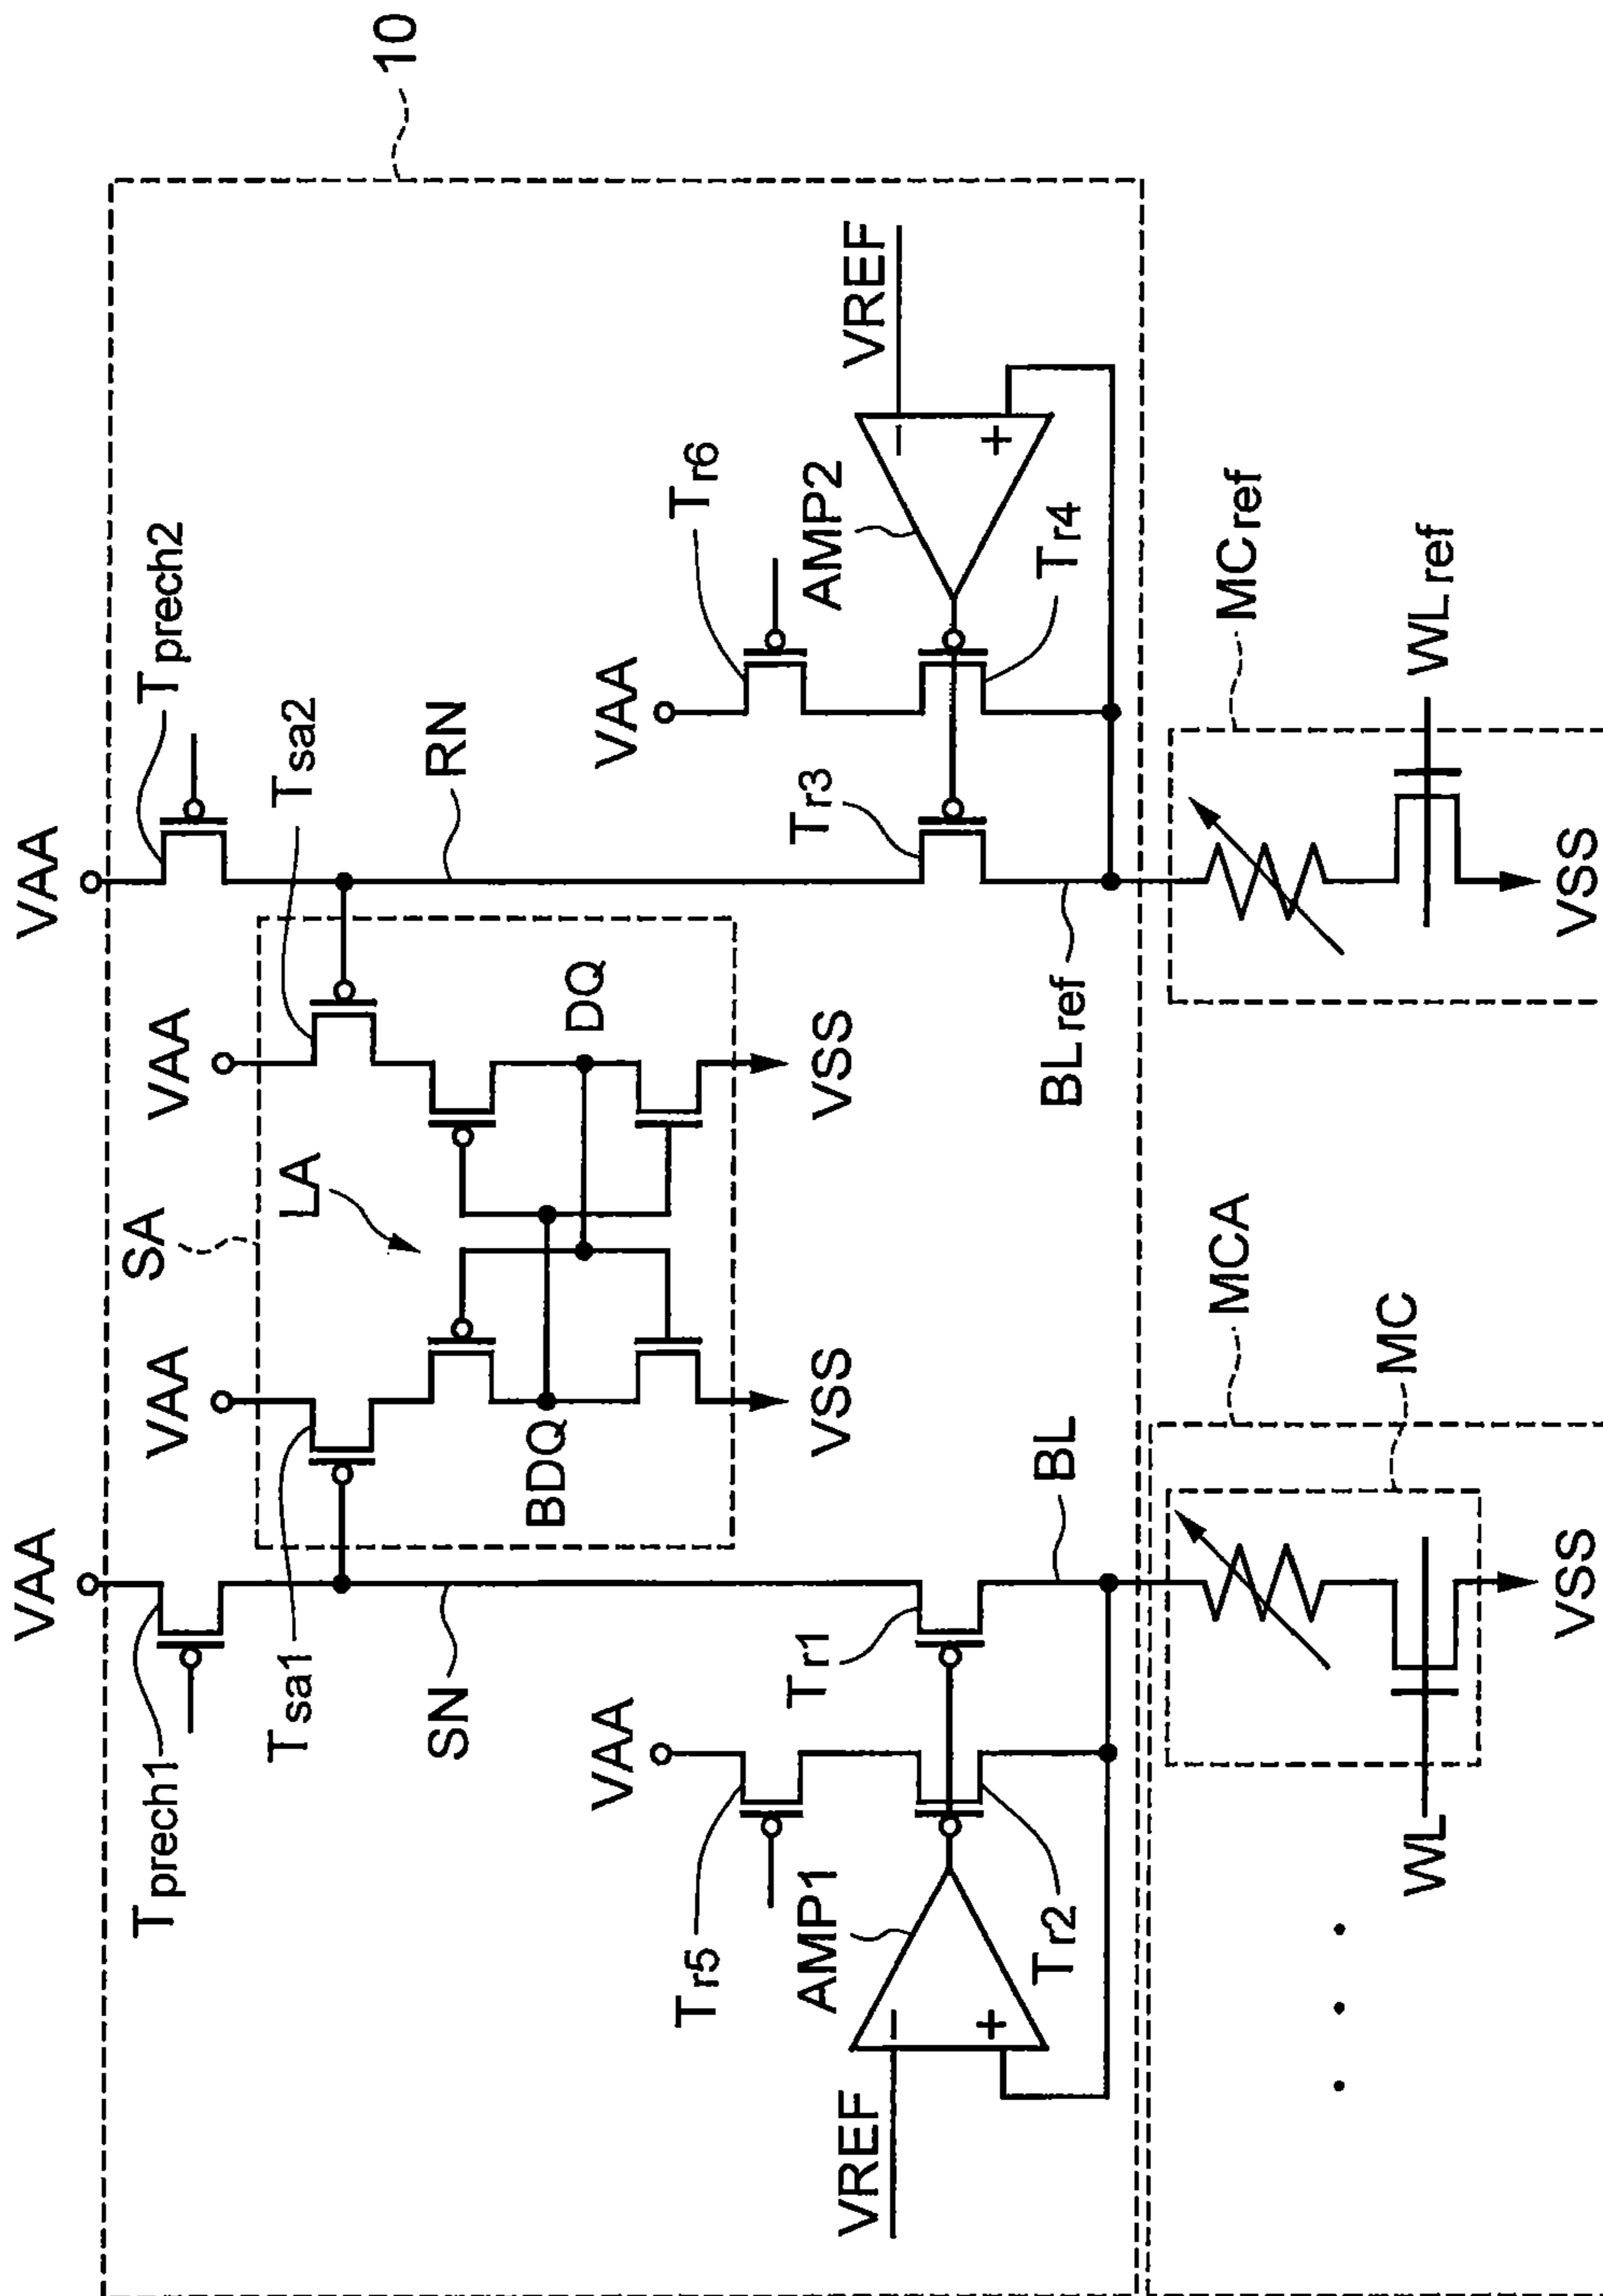 10
VAA
VAA
Tprech1
Tprech2
SA
VAA
VAA
Tsa1
LA
Tsa2
SN
RN
BDQ
DQ
VAA
VAA
Tr5
Tr6
VSS
VSS
Tr1
Tr3
AMP1
AMP2
VREF
VREF
−
+
−
+
Tr2
Tr4
BL
BLref
MCA
MCref
MC
WL
WLref
VSS
VSS